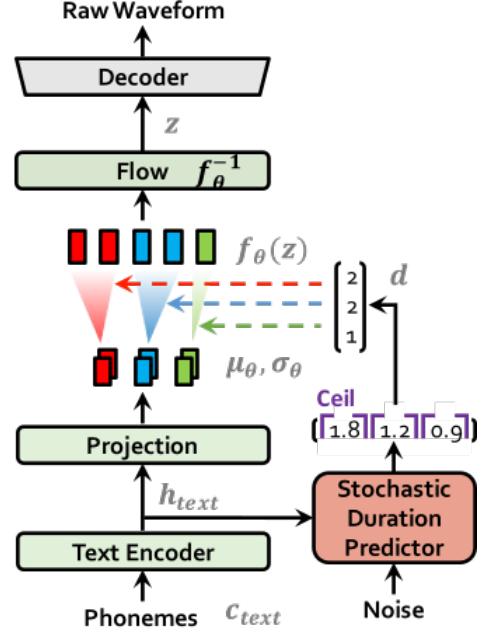 Raw Waveform
Decoder
z
Flow f_θ^{-1}
f_θ(z)
d
2
2
1
μ_θ, σ_θ
Ceil
(⌈1.8⌉ ⌈1.2⌉ ⌈0.9⌉)
Projection
h_text
Stochastic
Duration
Predictor
Text Encoder
Phonemes c_text
Noise